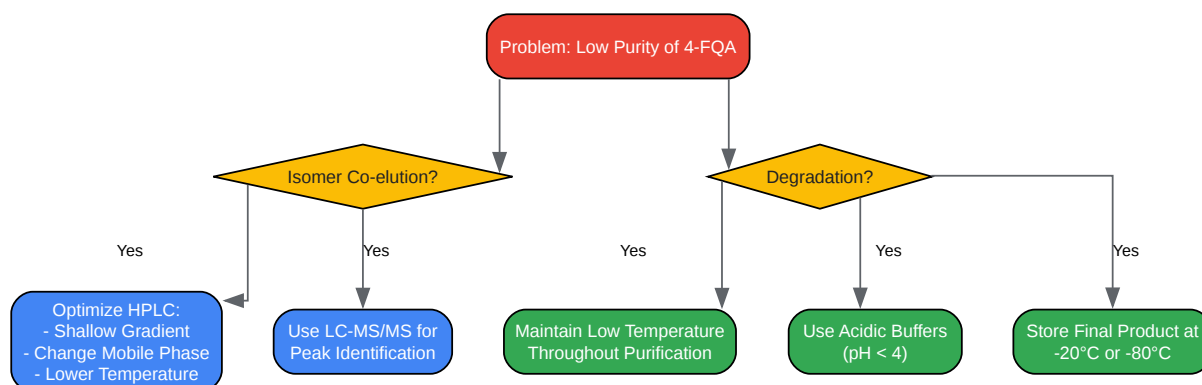 Problem: Low Purity of 4-FQA
Isomer Co-elution?
Degradation?
Yes
Yes
Yes
Yes
Yes
Optimize HPLC:
- Shallow Gradient
- Change Mobile Phase
- Lower Temperature
Use LC-MS/MS for
Peak Identification
Maintain Low Temperature
Throughout Purification
Use Acidic Buffers
(pH < 4)
Store Final Product at
-20°C or -80°C